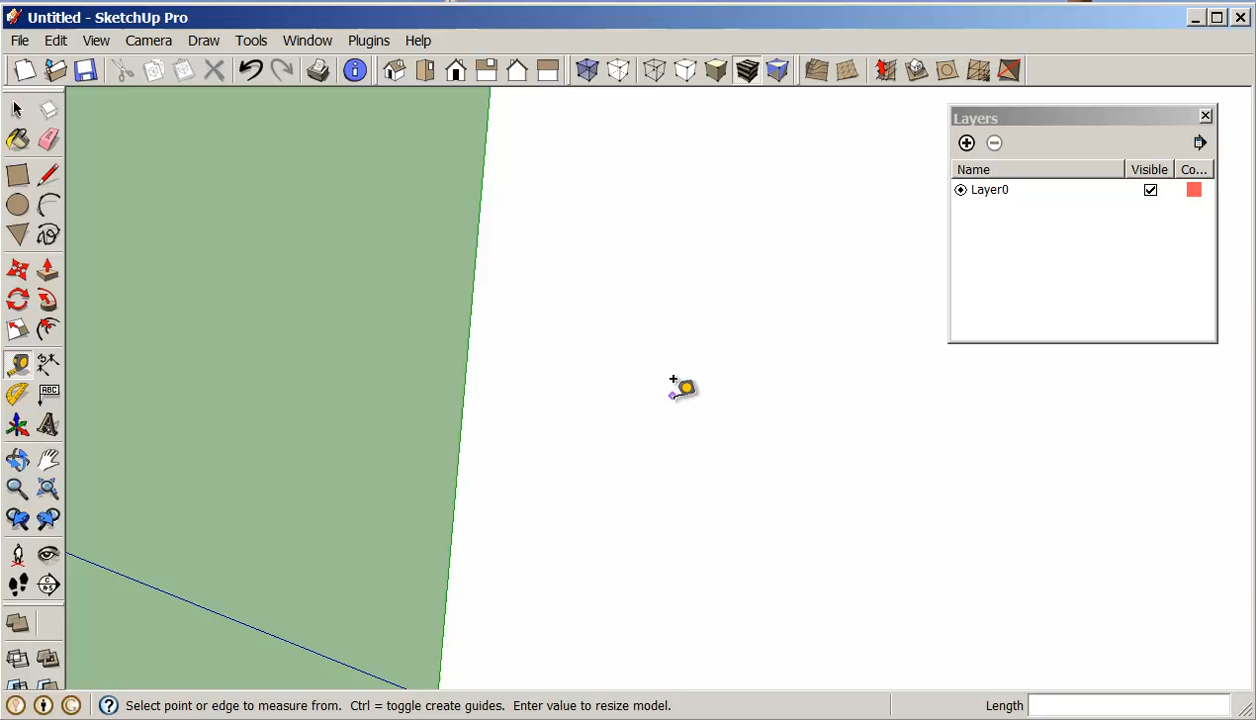 Untitled - SketchUp Pro
File Edit View Camera Draw Tools Window Plugins Help
Layers
Name Visible Co...
Layer0
ABC
Select point or edge to measure from. Ctrl = toggle create guides. Enter value to resize model.
Length